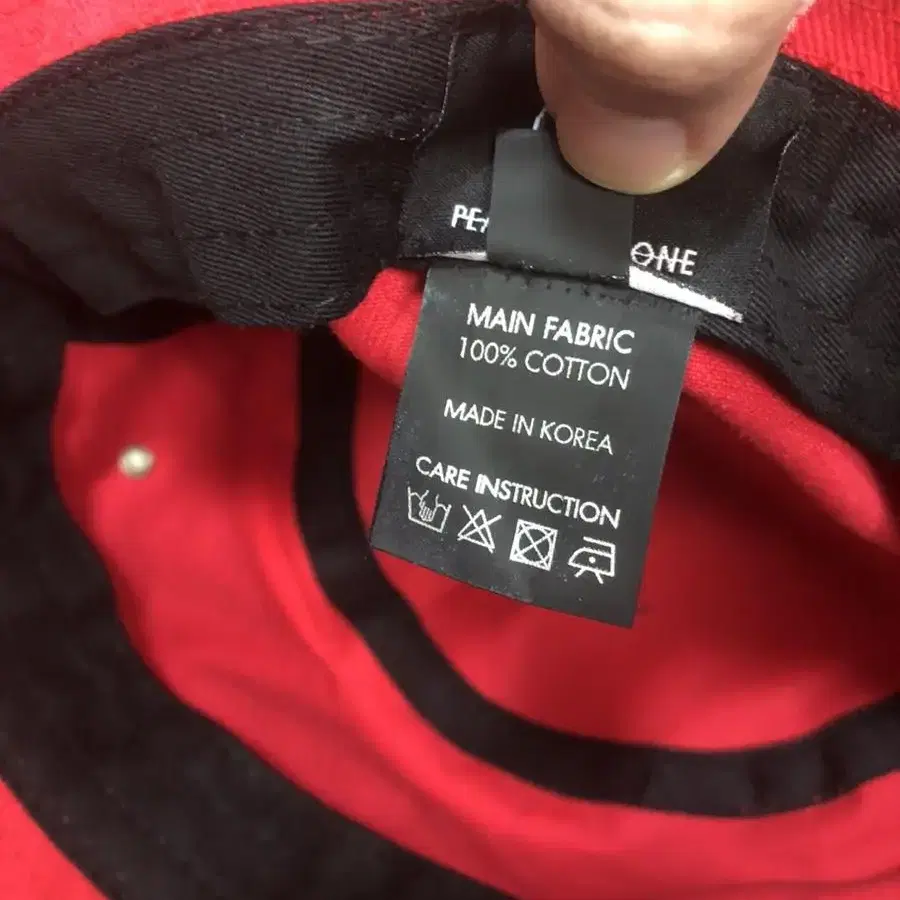 ONE
MAIN FABRIC
100% COTTON
MADE IN KOREA
CARE INSTRUCTION